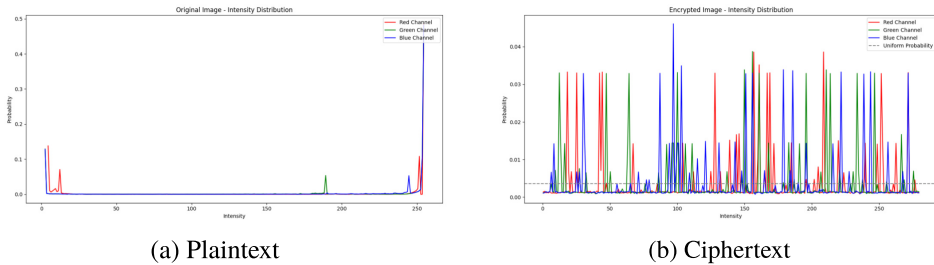 Original Image - Intensity Distribution
Red Channel
Green Channel
Blue Channel
Probability
0.5
0.4
0.3
0.2
0.1
0.0
0
50
100
150
200
250
Intensity
(a) Plaintext
Encrypted Image - Intensity Distribution
Red Channel
Green Channel
Blue Channel
Uniform Probability
Probability
0.04
0.03
0.02
0.01
0.00
0
50
100
150
200
250
Intensity
(b) Ciphertext